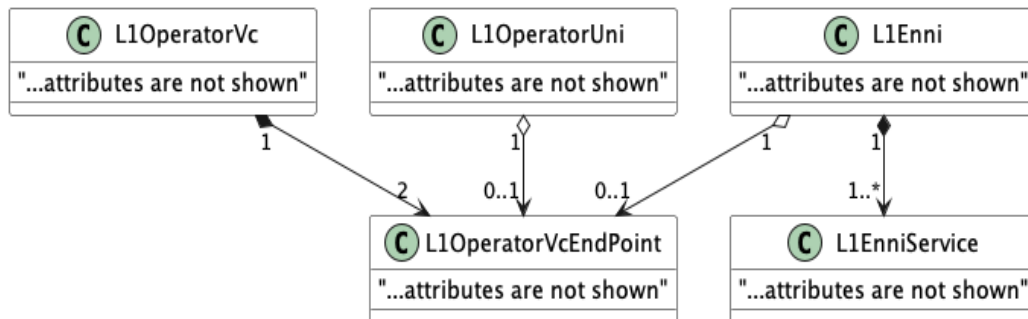 C L1OperatorVc
"...attributes are not shown"
C L1OperatorUni
"...attributes are not shown"
C L1Enni
"...attributes are not shown"
1
1
1
1
2
0..1
0..1
1..*
C L1OperatorVcEndPoint
"...attributes are not shown"
C L1EnniService
"...attributes are not shown"